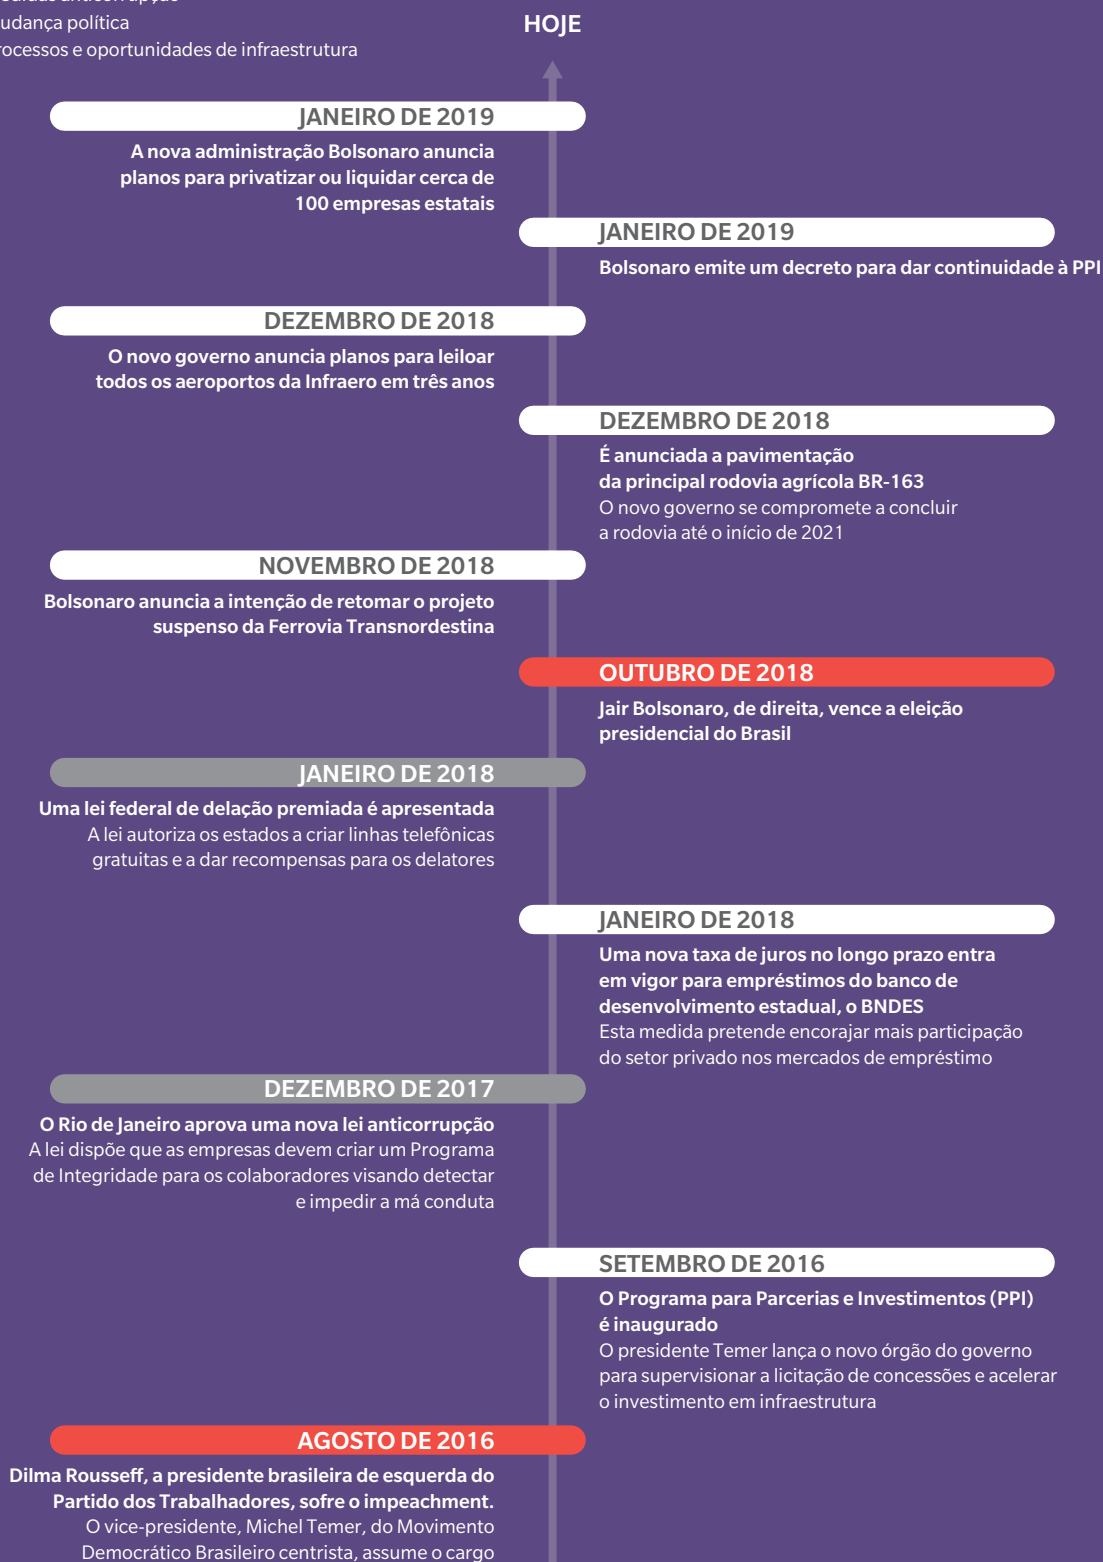 udança política
rocessos e oportunidades de infraestrutura
HOJE
JANEIRO DE 2019
A nova administração Bolsonaro anuncia
planos para privatizar ou liquidar cerca de
100 empresas estatais
JANEIRO DE 2019
Bolsonaro emite um decreto para dar continuidade à PPI
DEZEMBRO DE 2018
O novo governo anuncia planos para leiloar
todos os aeroportos da Infraero em três anos
DEZEMBRO DE 2018
É anunciada a pavimentação
da principal rodovia agrícola BR-163
O novo governo se compromete a concluir
a rodovia até o início de 2021
NOVEMBRO DE 2018
Bolsonaro anuncia a intenção de retomar o projeto
suspenso da Ferrovia Transnordestina
OUTUBRO DE 2018
Jair Bolsonaro, de direita, vence a eleição
presidencial do Brasil
JANEIRO DE 2018
Uma lei federal de delação premiada é apresentada
A lei autoriza os estados a criar linhas telefônicas
gratuitas e a dar recompensas para os delatores
JANEIRO DE 2018
Uma nova taxa de juros no longo prazo entra
em vigor para empréstimos do banco de
desenvolvimento estadual, o BNDES
Esta medida pretende encorajar mais participação
do setor privado nos mercados de empréstimo
DEZEMBRO DE 2017
O Rio de Janeiro aprova uma nova lei anticorrupção
A lei dispõe que as empresas devem criar um Programa
de Integridade para os colaboradores visando detectar
e impedir a má conduta
SETEMBRO DE 2016
O Programa para Parcerias e Investimentos (PPI)
é inaugurado
O presidente Temer lança o novo órgão do governo
para supervisionar a licitação de concessões e acelerar
o investimento em infraestrutura
AGOSTO DE 2016
Dilma Rousseff, a presidente brasileira de esquerda do
Partido dos Trabalhadores, sofre o impeachment.
O vice-presidente, Michel Temer, do Movimento
Democrático Brasileiro centrista, assume o cargo